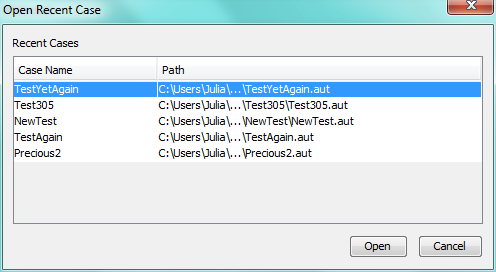 Open Recent Case
Recent Cases
Case Name Path
TestYetAgain C:\Users\Julia\...\TestYetAgain.aut
Test305 C:\Users\Julia\...\Test305\Test305.aut
NewTest C:\Users\Julia\...\NewTest\NewTest.aut
TestAgain C:\Users\Julia\...\TestAgain.aut
Precious2 C:\Users\Julia\...\Precious2.aut
Open Cancel